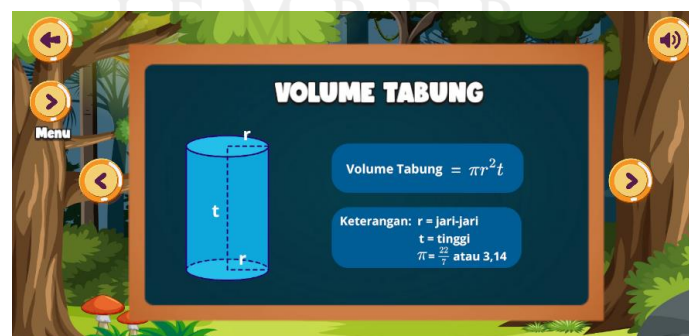 J E M B E R
VOLUME TABUNG
Menu
r
t
r
Volume Tabung = πr²t
Keterangan: r = jari-jari
t = tinggi
π = 22/7 atau 3,14